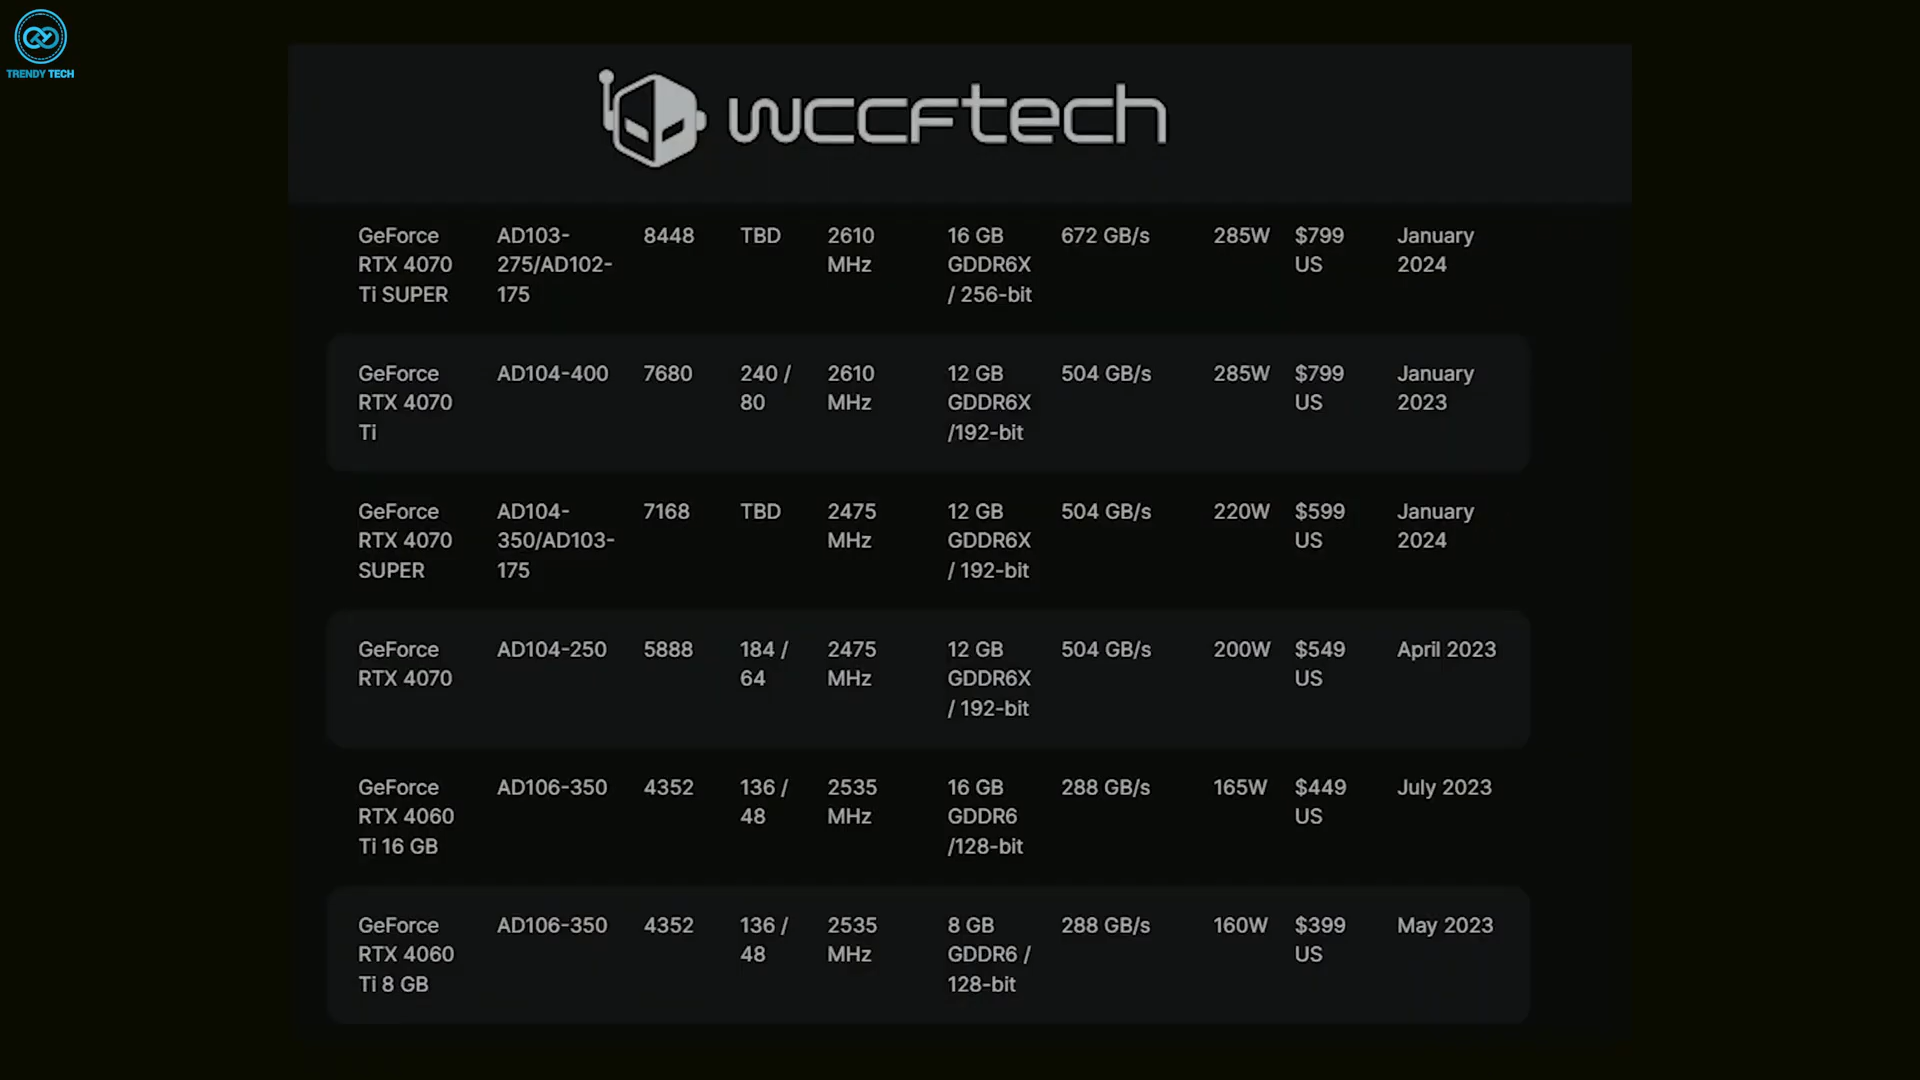 TRENDY TECH
wccftech
GeForce RTX 4070 Ti SUPER AD103-275/AD102-175 8448 TBD 2610 MHz 16 GB GDDR6X / 256-bit 672 GB/s 285W $799 US January 2024
GeForce RTX 4070 Ti AD104-400 7680 240 / 80 2610 MHz 12 GB GDDR6X /192-bit 504 GB/s 285W $799 US January 2023
GeForce RTX 4070 SUPER AD104-350/AD103-175 7168 TBD 2475 MHz 12 GB GDDR6X / 192-bit 504 GB/s 220W $599 US January 2024
GeForce RTX 4070 AD104-250 5888 184 / 64 2475 MHz 12 GB GDDR6X / 192-bit 504 GB/s 200W $549 US April 2023
GeForce RTX 4060 Ti 16 GB AD106-350 4352 136 / 48 2535 MHz 16 GB GDDR6 /128-bit 288 GB/s 165W $449 US July 2023
GeForce RTX 4060 Ti 8 GB AD106-350 4352 136 / 48 2535 MHz 8 GB GDDR6 / 128-bit 288 GB/s 160W $399 US May 2023